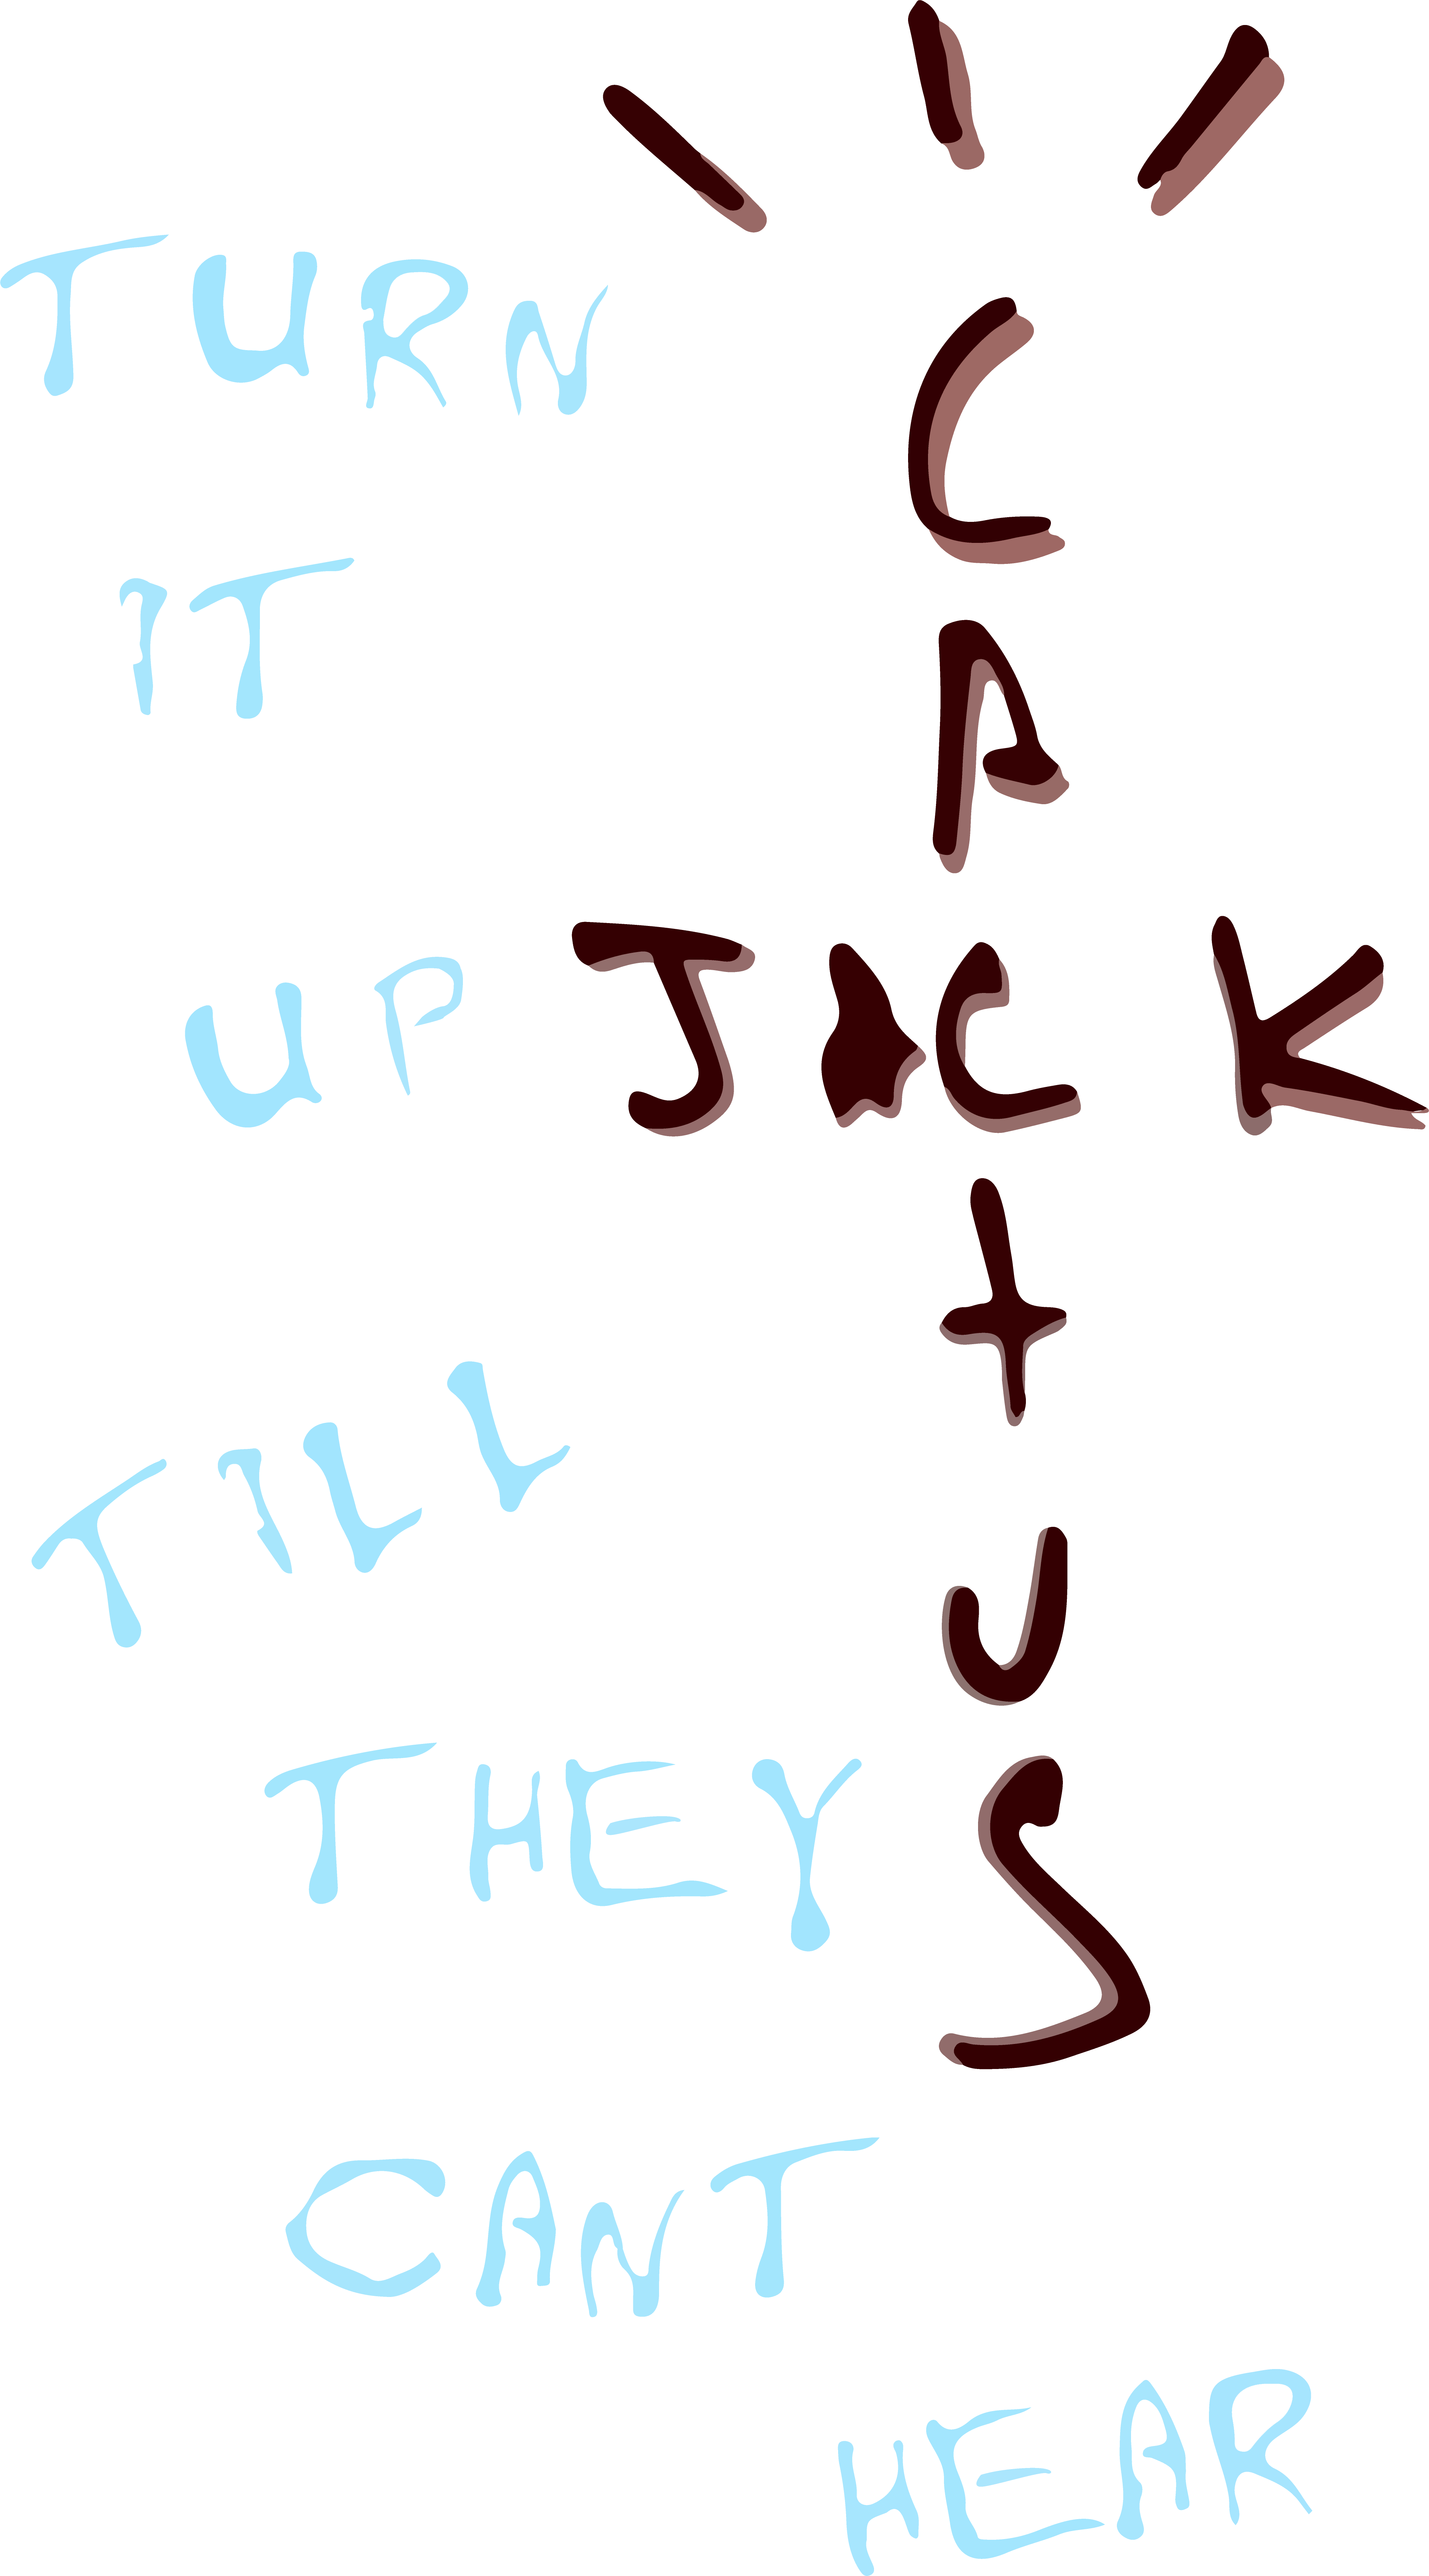 TURN
IT
UP
TILL
THEY
CANT
HEAR
CACTUS
JACK